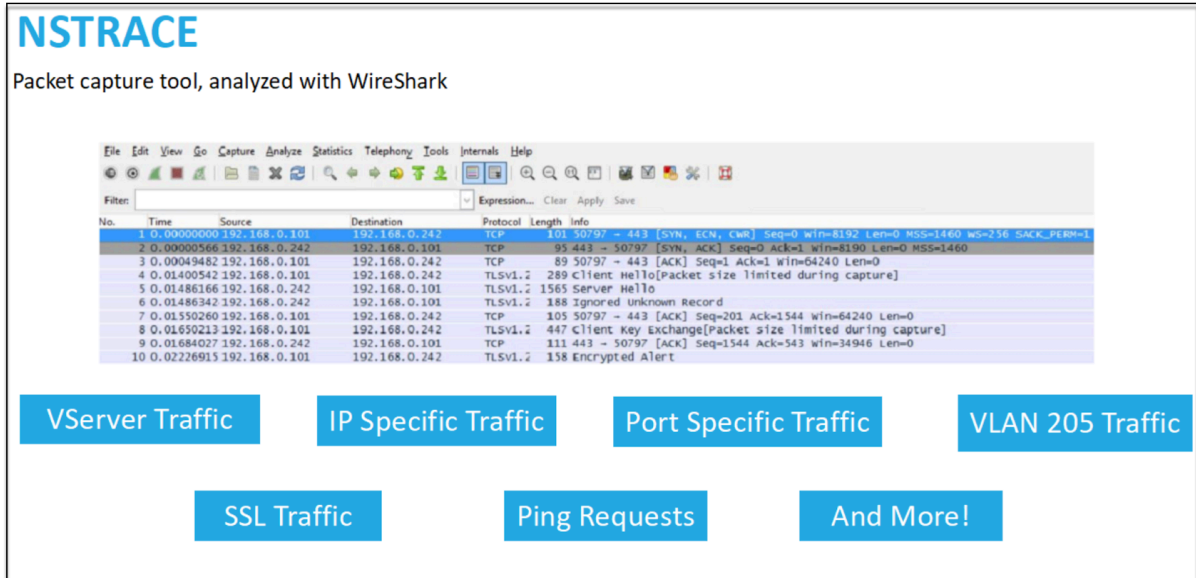 NSTRACE
Packet capture tool, analyzed with WireShark
File Edit View Go Capture Analyze Statistics Telephony Tools Internals Help
Filter: Expression... Clear Apply Save
No. Time Source Destination Protocol Length Info
1 0.00000000 192.168.0.101 192.168.0.242 TCP 101 50797 → 443 [SYN, ECN, CWR] Seq=0 Win=8192 Len=0 MSS=1460 WS=256 SACK_PERM=1
2 0.00000566 192.168.0.242 192.168.0.101 TCP 95 443 → 50797 [SYN, ACK] Seq=0 Ack=1 Win=8190 Len=0 MSS=1460
3 0.00049482 192.168.0.101 192.168.0.242 TCP 89 50797 → 443 [ACK] Seq=1 Ack=1 Win=64240 Len=0
4 0.01400542 192.168.0.101 192.168.0.242 TLSv1.2 289 Client Hello[Packet size limited during capture]
5 0.01486166 192.168.0.242 192.168.0.101 TLSv1.2 1565 Server Hello
6 0.01486342 192.168.0.242 192.168.0.101 TLSv1.2 188 Ignored Unknown Record
7 0.01550260 192.168.0.101 192.168.0.242 TCP 105 50797 → 443 [ACK] Seq=201 Ack=1544 Win=64240 Len=0
8 0.01650213 192.168.0.101 192.168.0.242 TLSv1.2 447 Client Key Exchange[Packet size limited during capture]
9 0.01684027 192.168.0.242 192.168.0.101 TCP 111 443 → 50797 [ACK] Seq=1544 Ack=543 Win=34946 Len=0
10 0.02226915 192.168.0.101 192.168.0.242 TLSv1.2 158 Encrypted Alert
VServer Traffic IP Specific Traffic Port Specific Traffic VLAN 205 Traffic
SSL Traffic Ping Requests And More!